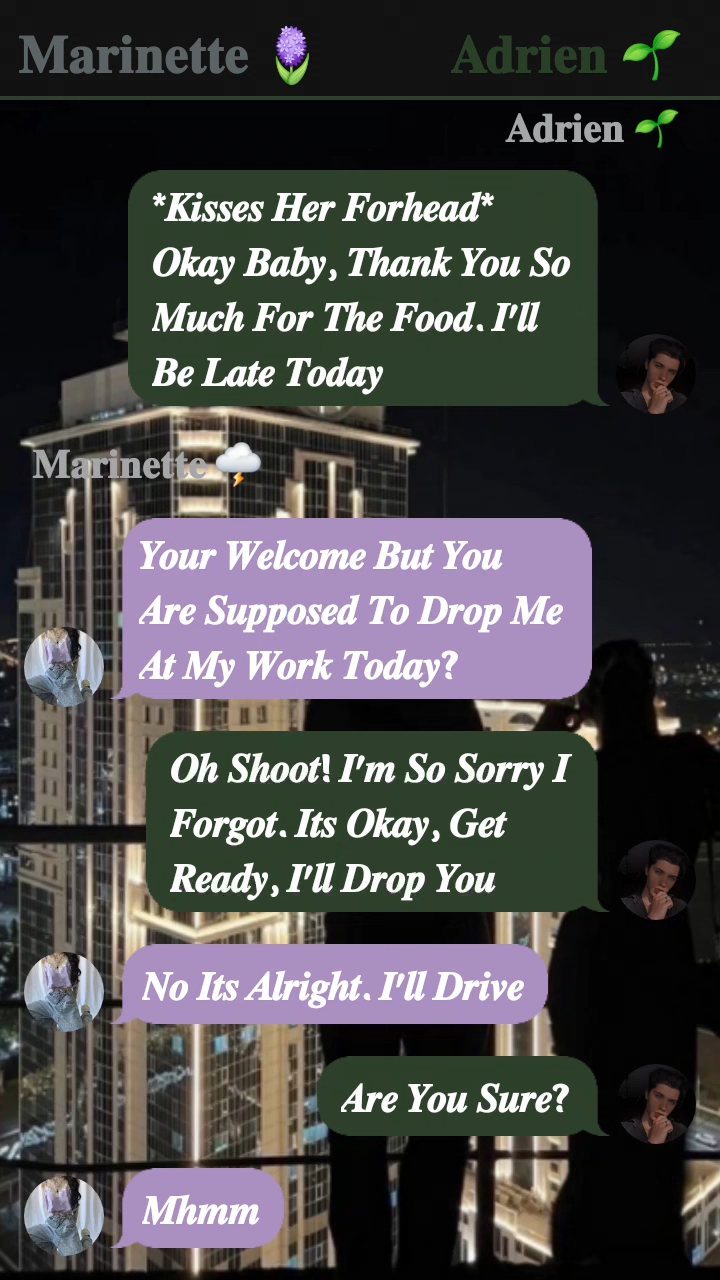 Marinette 🪻 Adrien 🌱
Adrien 🌱
*Kisses Her Forhead*
Okay Baby, Thank You So
Much For The Food. I'll
Be Late Today
Marinette 🌩️
Your Welcome But You
Are Supposed To Drop Me
At My Work Today?
Oh Shoot! I'm So Sorry I
Forgot. Its Okay, Get
Ready, I'll Drop You
No Its Alright. I'll Drive
Are You Sure?
Mhmm